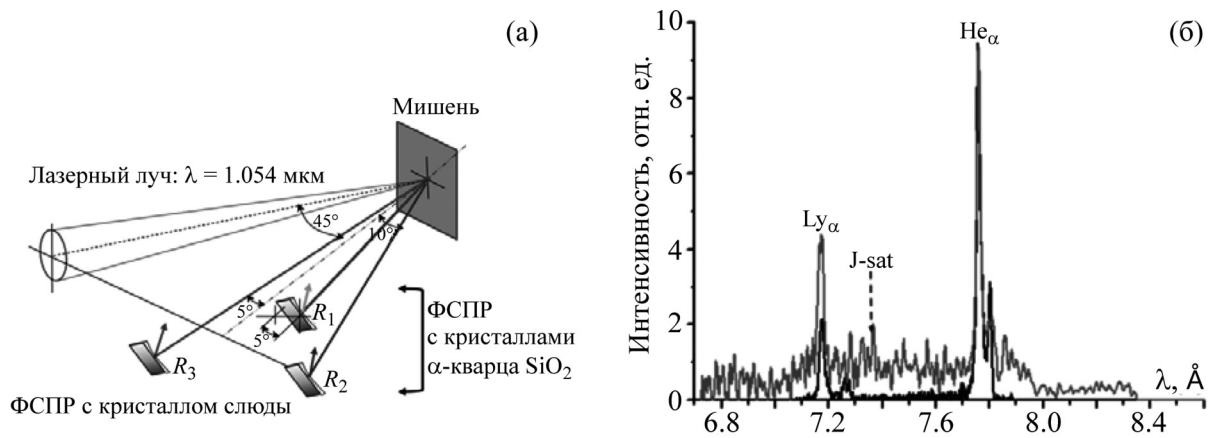 (а)
Мишень
Лазерный луч: λ = 1.054 мкм
45°
10°
5°
5°
R1
R2
R3
ФСПР
с кристаллами
α-кварца SiO2
ФСПР с кристаллом слюды
(б)
Интенсивность, отн. ед.
10
8
6
4
2
0
Heα
Lyα
J-sat
6.8
7.2
7.6
8.0
8.4
λ, Å